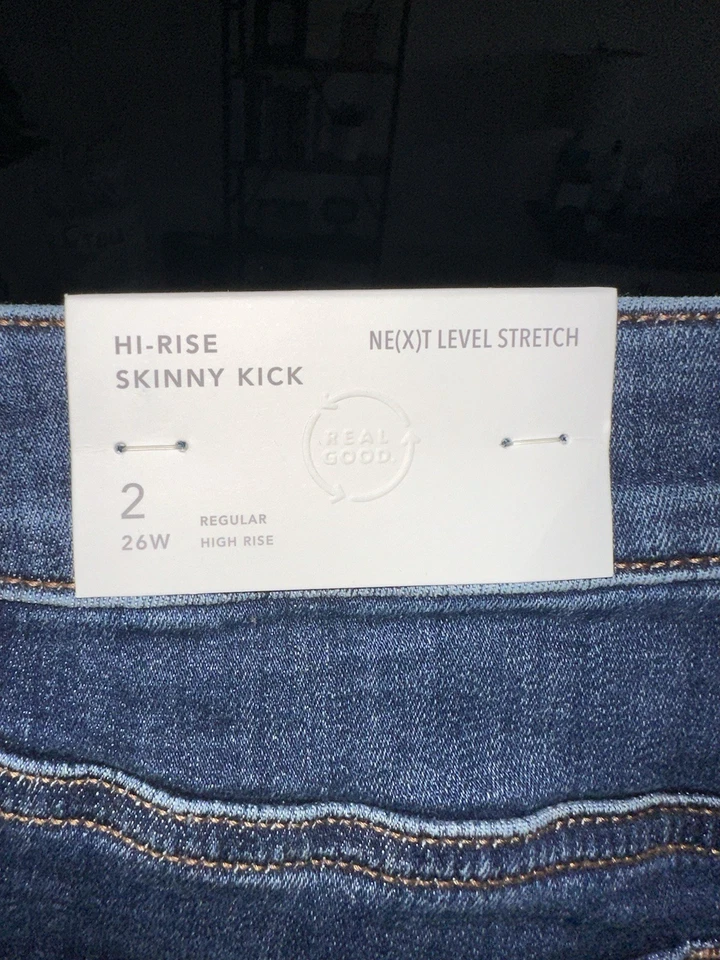 HI-RISE
SKINNY KICK
NE(X)T LEVEL STRETCH
REAL
GOOD
2
26W
REGULAR
HIGH RISE